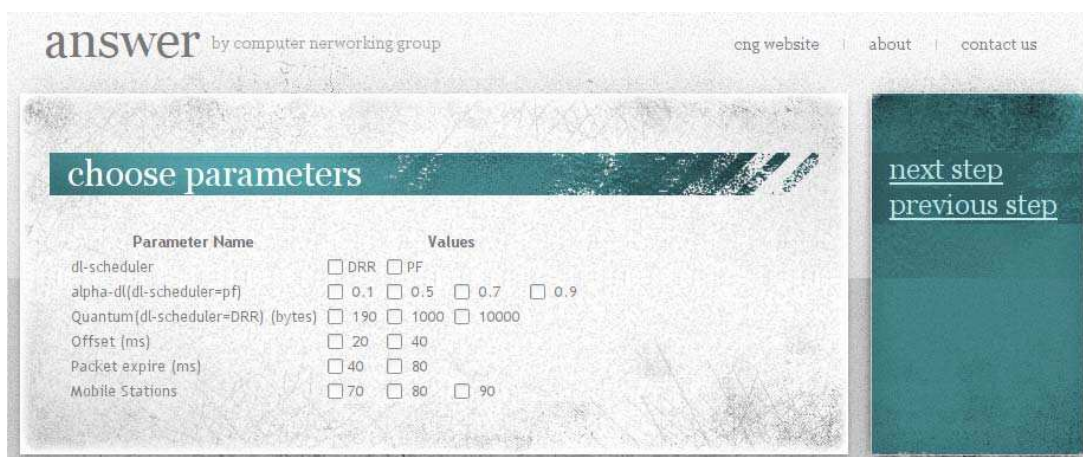 answer by computer nerworking group
cng website
about
contact us
choose parameters
next step
previous step
Parameter Name Values
dl-scheduler DRR PF
alpha-dl(dl-scheduler=pf) 0.1 0.5 0.7 0.9
Quantum(dl-scheduler=DRR) (bytes) 190 1000 10000
Offset (ms) 20 40
Packet expire (ms) 40 80
Mobile Stations 70 80 90